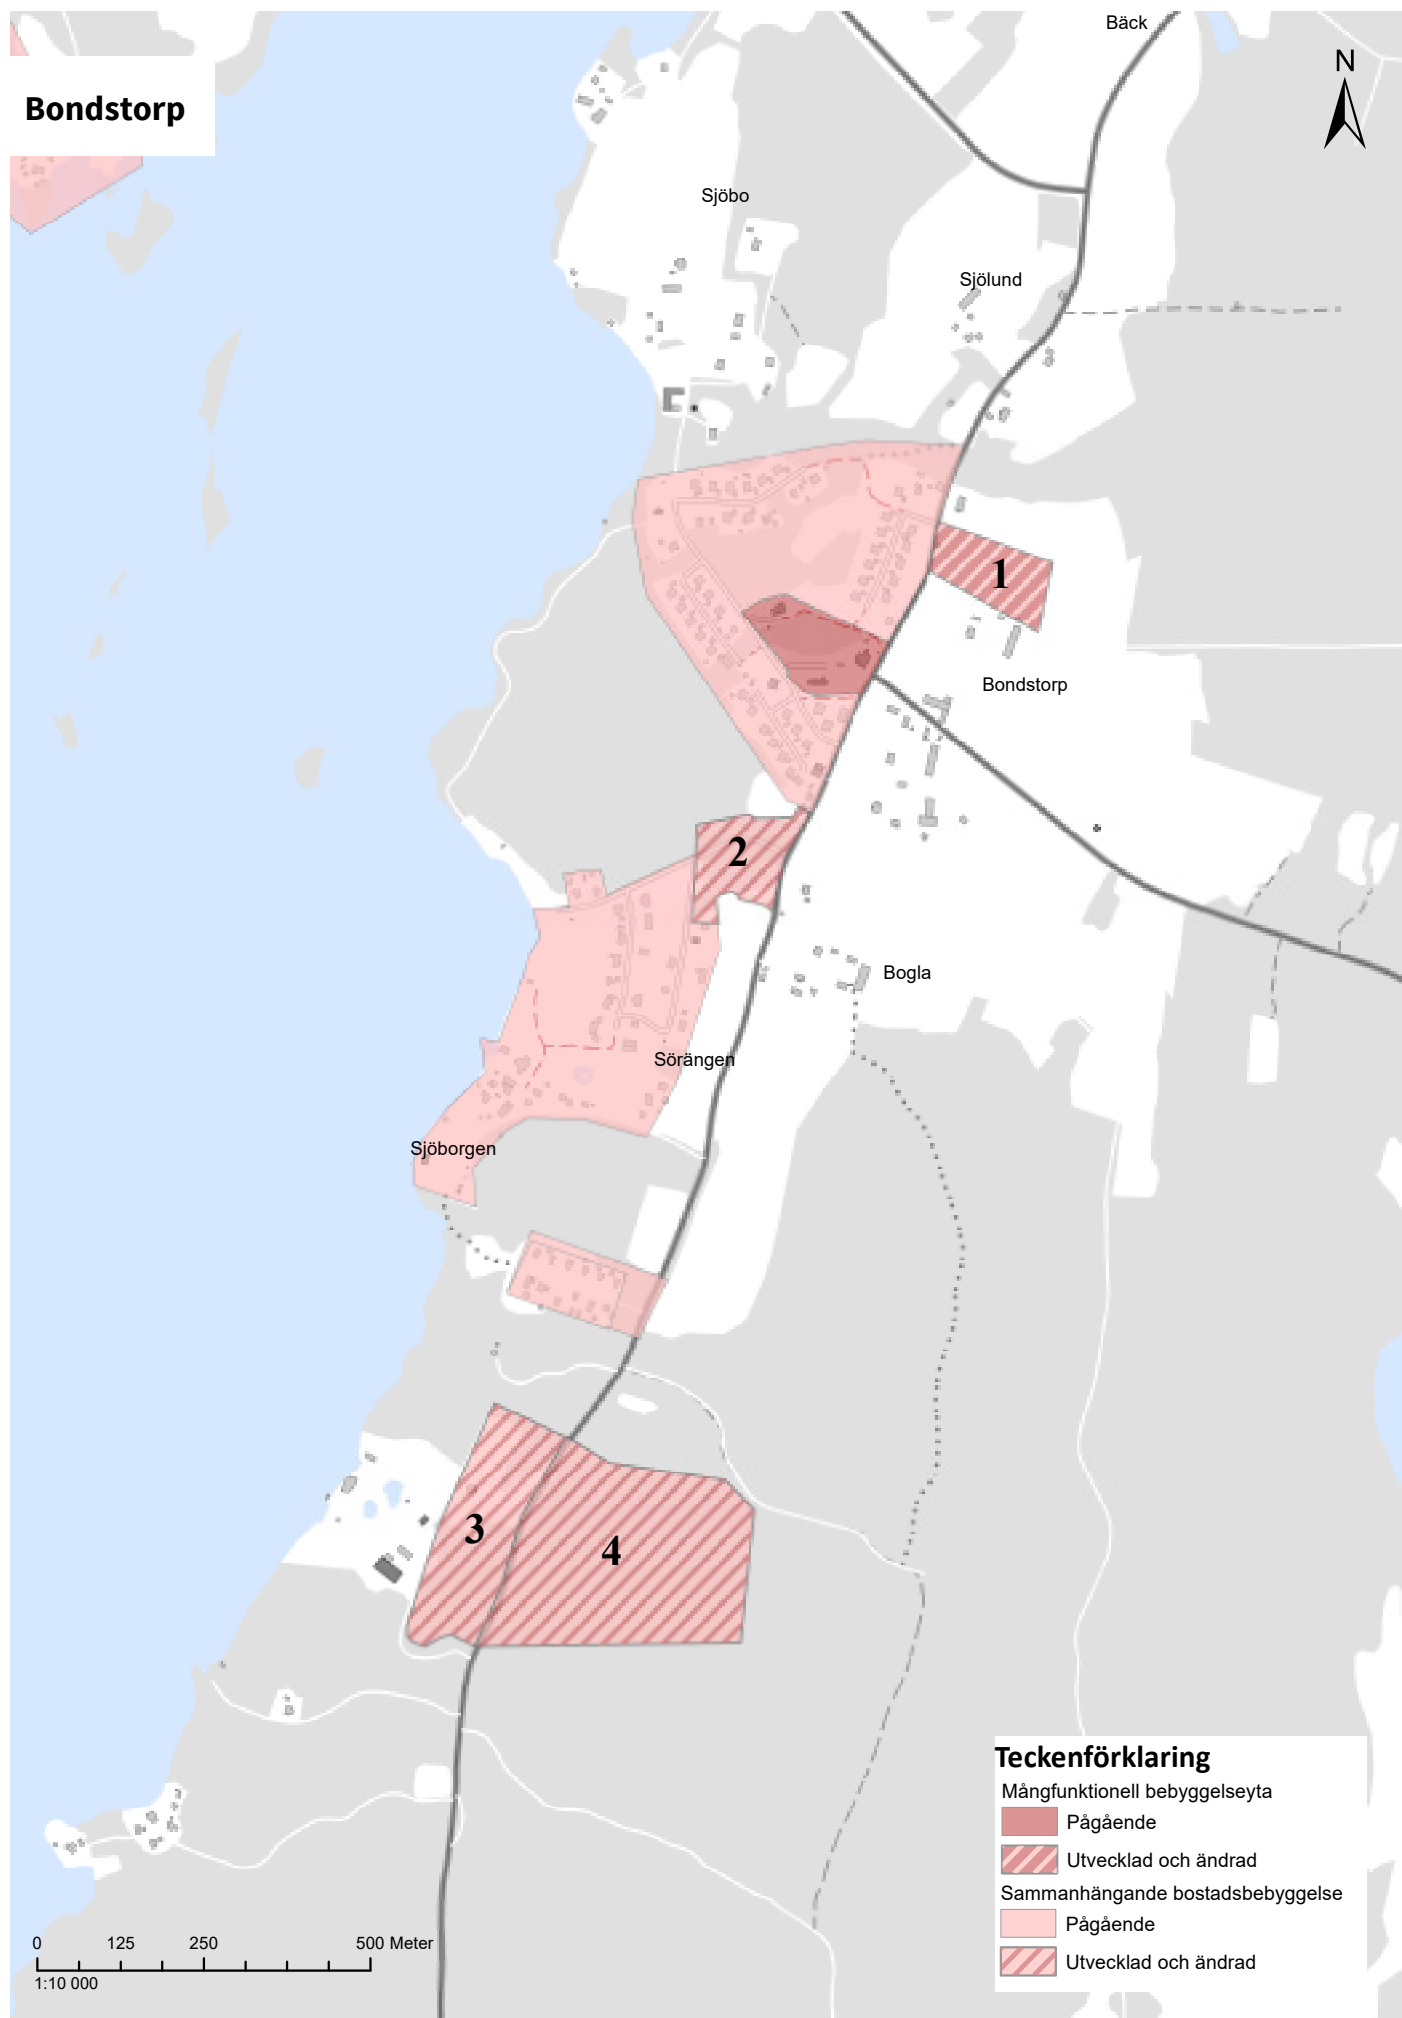 Bäck
N
Bondstorp
Sjöbo
Sjölund
1
Bondstorp
2
Bogla
Sörängen
Sjöborgen
3
4
Teckenförklaring
Mångfunktionell bebyggelseyta
Pågående
Utvecklad och ändrad
Sammanhängande bostadsbebyggelse
Pågående
Utvecklad och ändrad
0 125 250 500 Meter
1:10 000